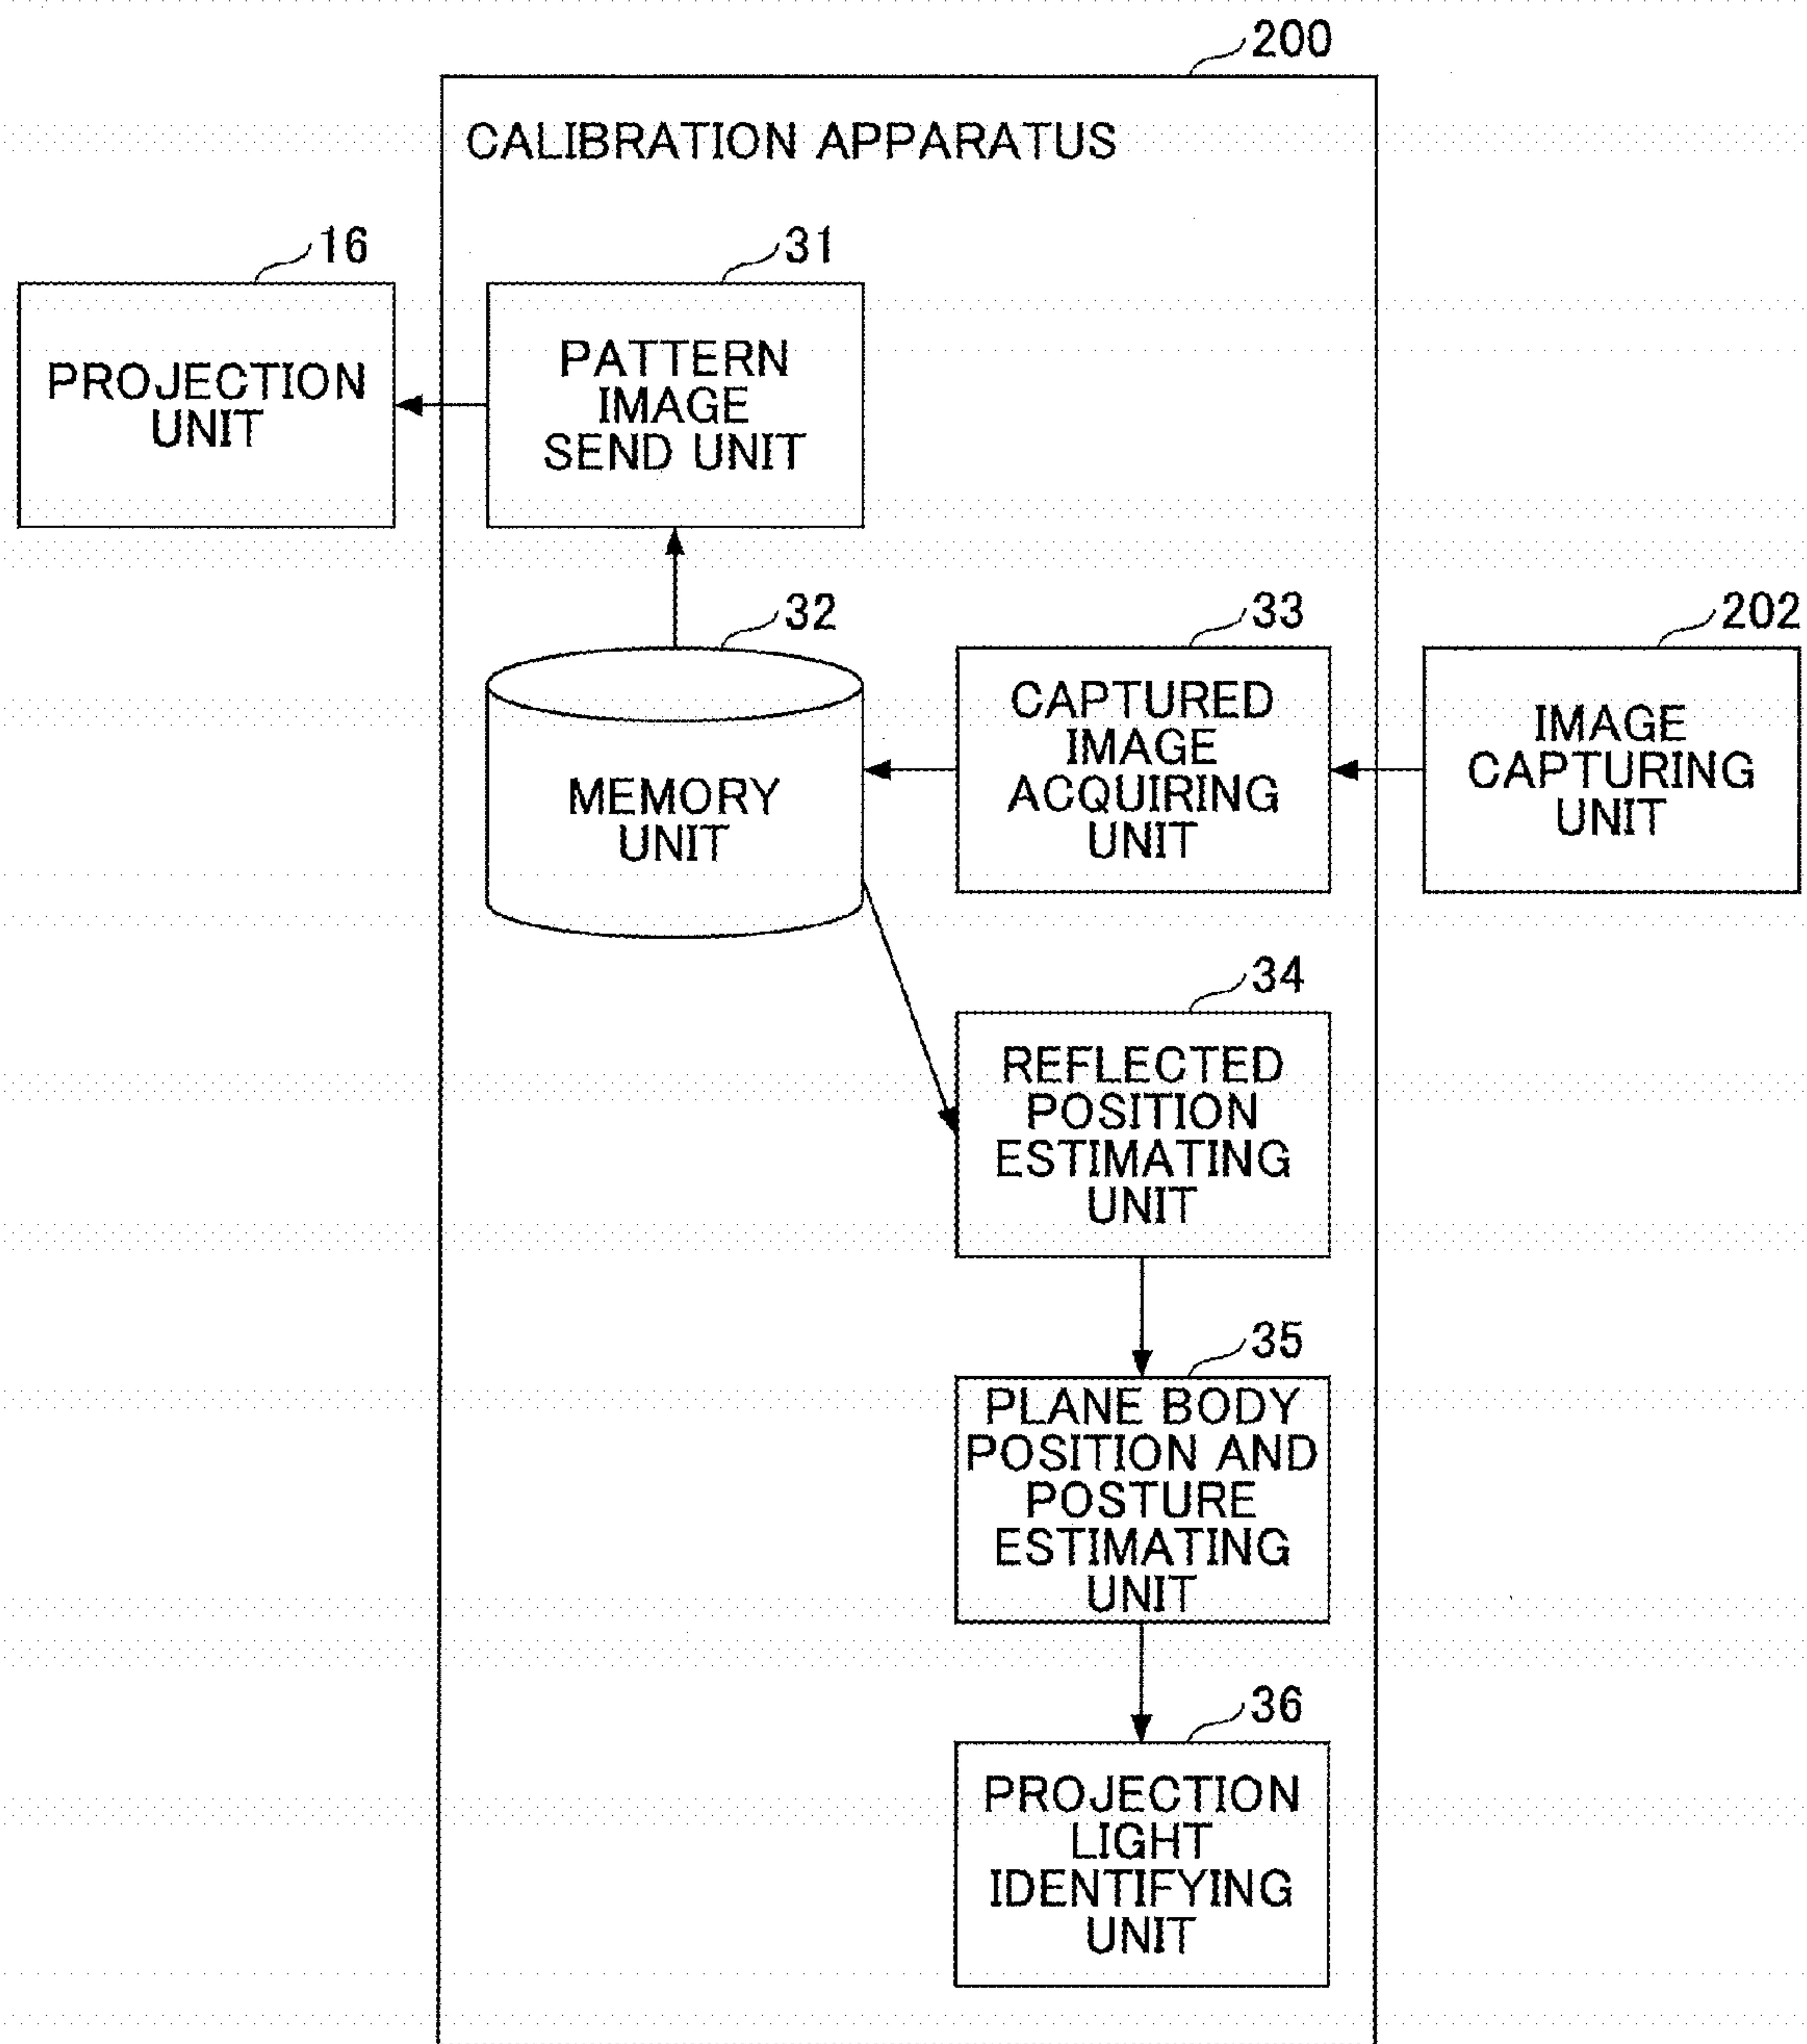 200
CALIBRATION APPARATUS
16
31
PROJECTION
UNIT
PATTERN
IMAGE
SEND UNIT
32
33
202
MEMORY
UNIT
CAPTURED
IMAGE
ACQUIRING
UNIT
IMAGE
CAPTURING
UNIT
34
REFLECTED
POSITION
ESTIMATING
UNIT
35
PLANE BODY
POSITION AND
POSTURE
ESTIMATING
UNIT
36
PROJECTION
LIGHT
IDENTIFYING
UNIT